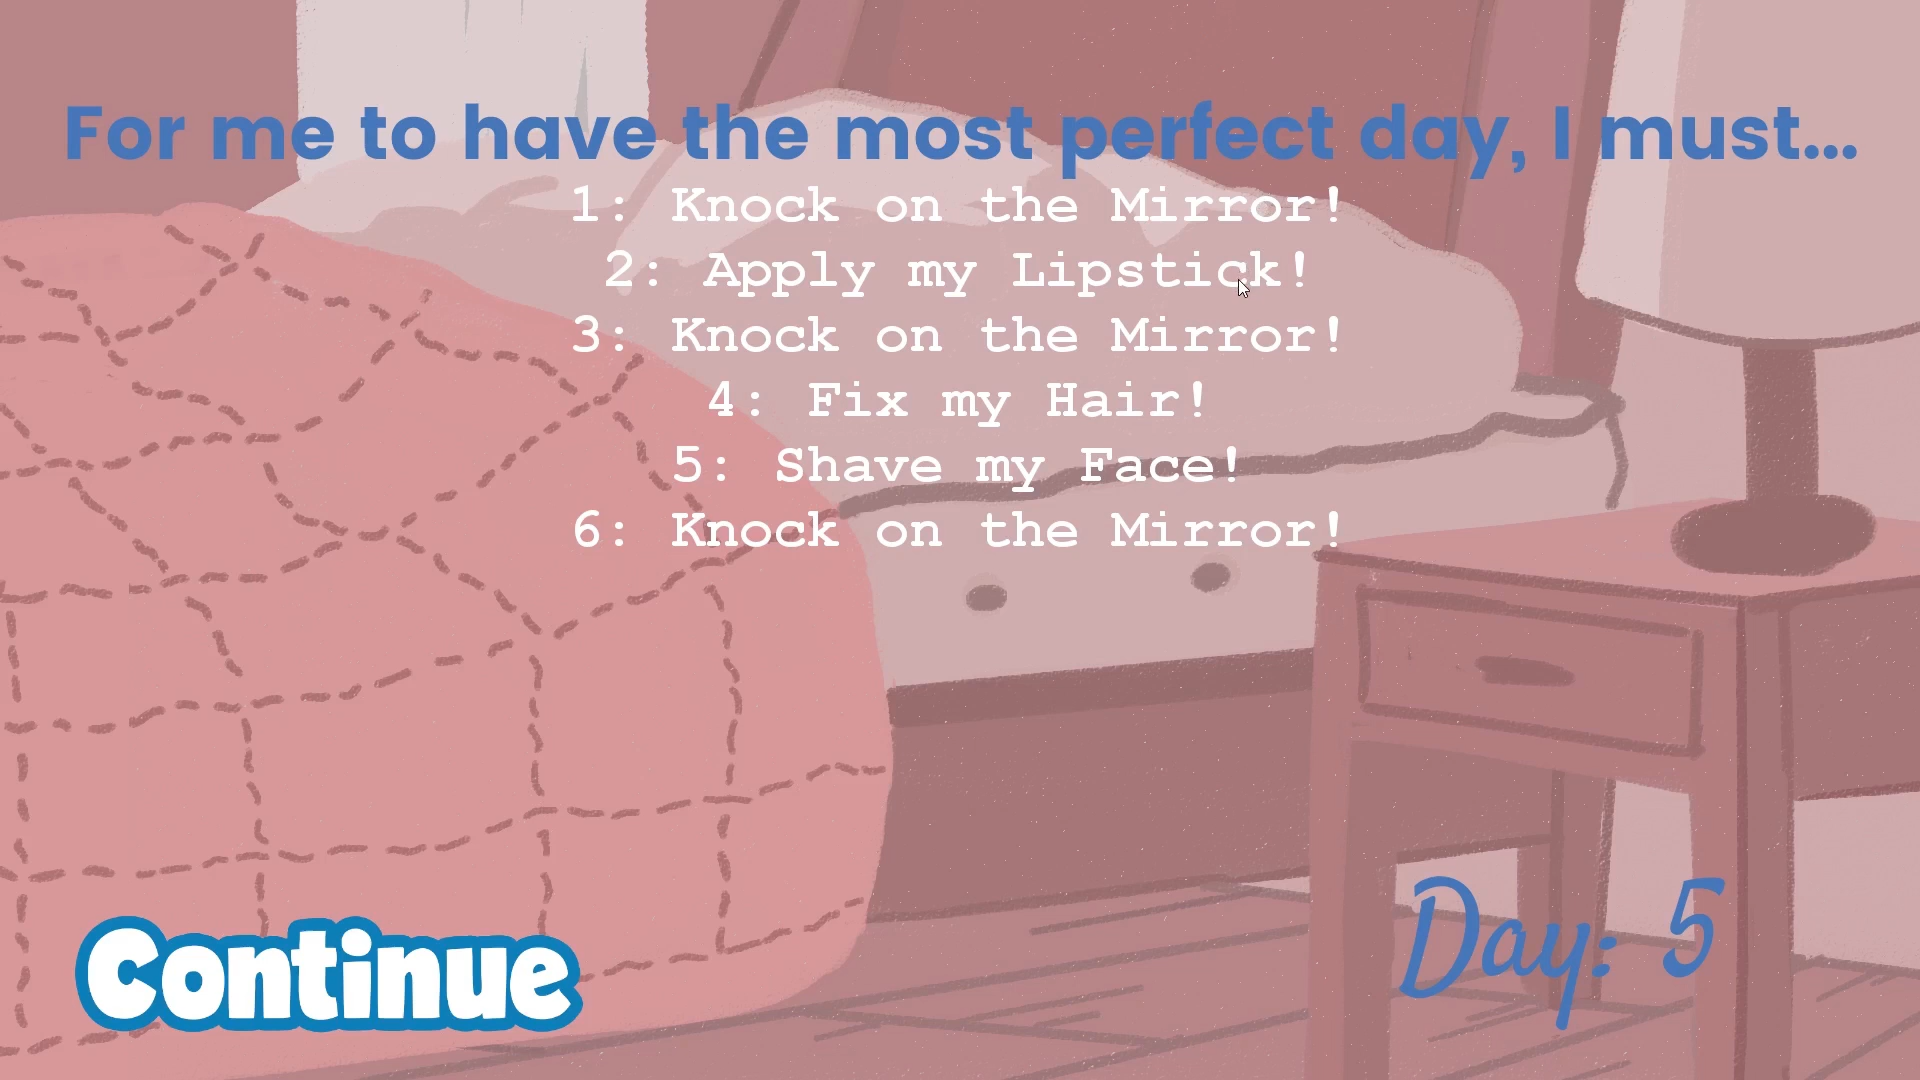 For me to have the most perfect day, I must...
1: Knock on the Mirror!
2: Apply my Lipstick!
3: Knock on the Mirror!
4: Fix my Hair!
5: Shave my Face!
6: Knock on the Mirror!
Continue
Day: 5